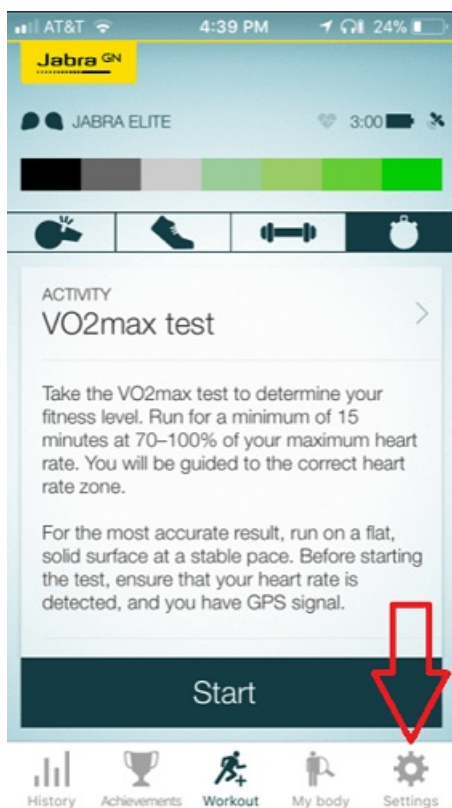 AT&T 4:39 PM 24%
Jabra GN
JABRA ELITE 3:00
ACTIVITY
VO2max test
Take the VO2max test to determine your
fitness level. Run for a minimum of 15
minutes at 70–100% of your maximum heart
rate. You will be guided to the correct heart
rate zone.
For the most accurate result, run on a flat,
solid surface at a stable pace. Before starting
the test, ensure that your heart rate is
detected, and you have GPS signal.
Start
History Achievements Workout My body Settings